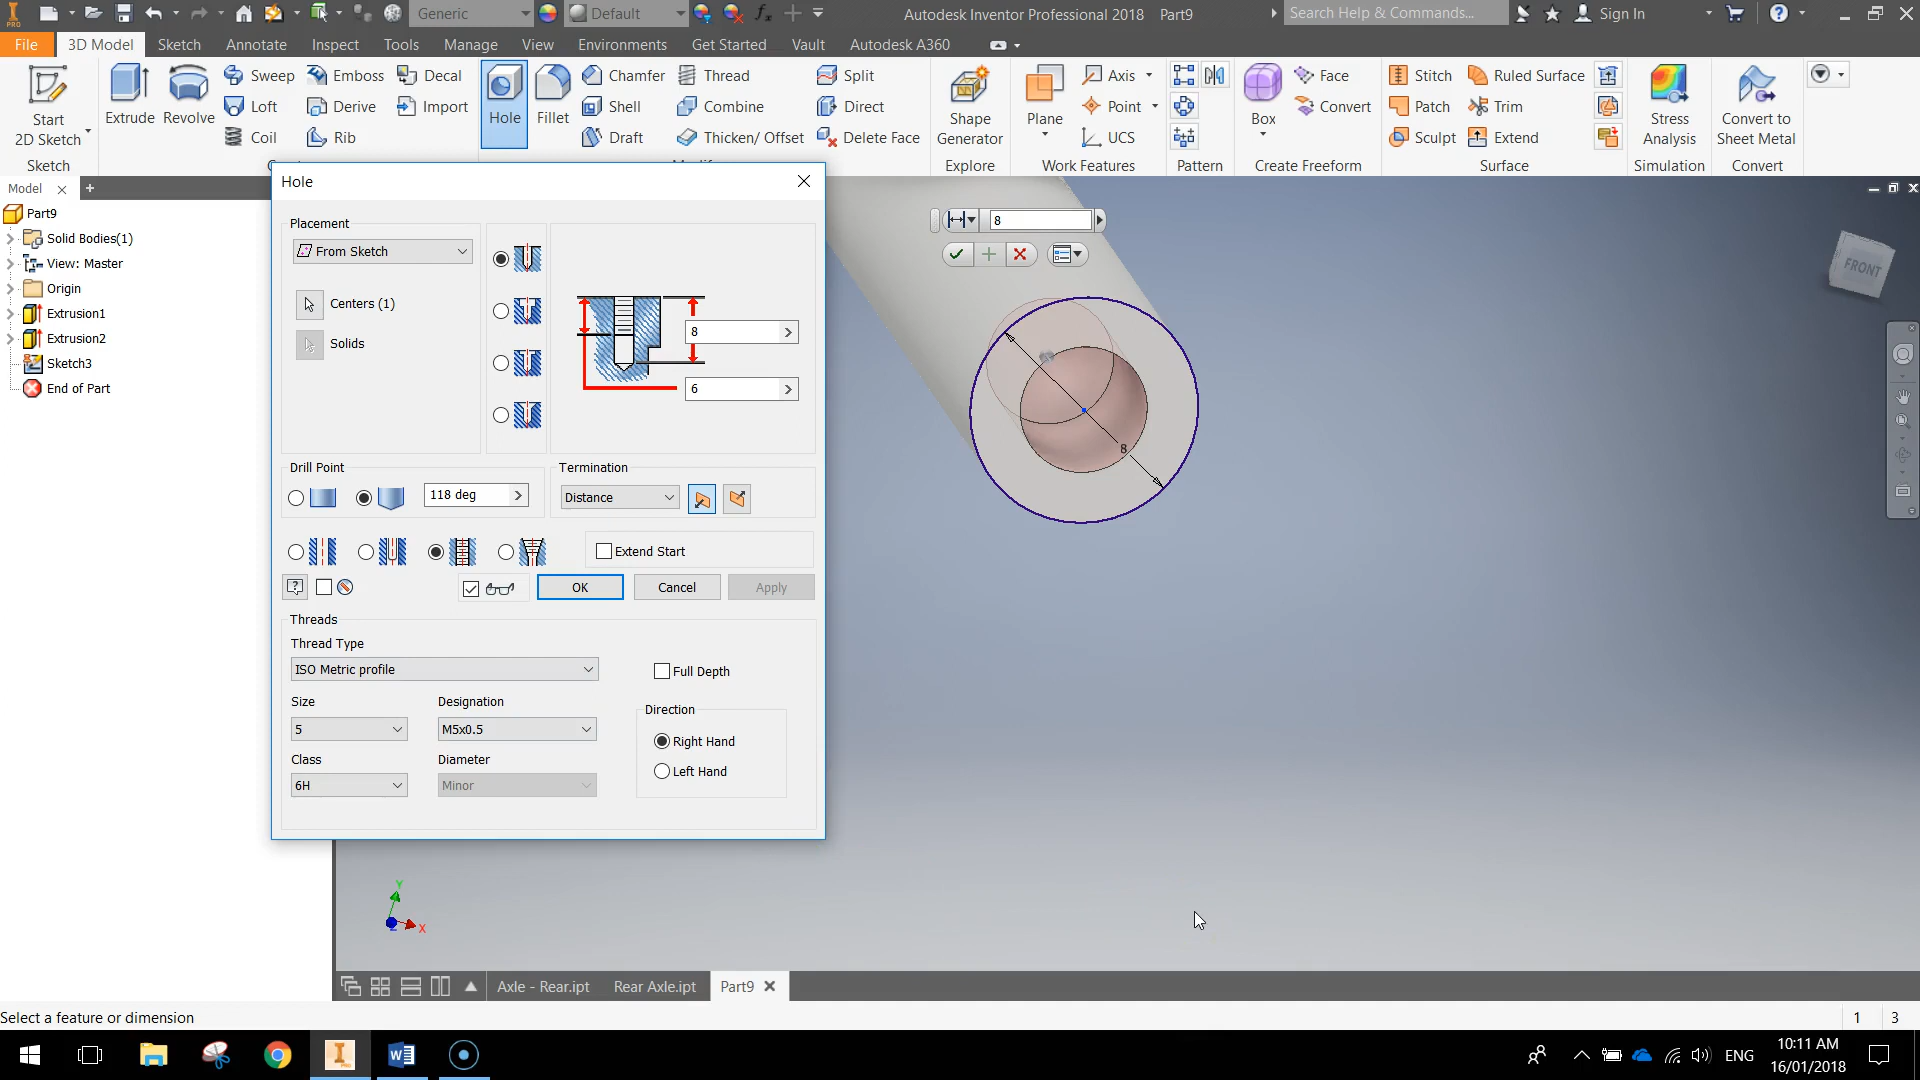 PRO
Generic
Default
Autodesk Inventor Professional 2018 Part9
Search Help & Commands...
Sign In
File
3D Model
Sketch
Annotate
Inspect
Tools
Manage
View
Environments
Get Started
Vault
Autodesk A360
Start
2D Sketch
Sketch
Extrude
Revolve
Sweep
Loft
Coil
Emboss
Derive
Rib
Decal
Import
Hole
Fillet
Chamfer
Shell
Draft
Thread
Combine
Thicken/ Offset
Split
Direct
Delete Face
Shape
Generator
Explore
Plane
Axis
Point
UCS
Work Features
Pattern
Box
Face
Convert
Create Freeform
Stitch
Patch
Sculpt
Ruled Surface
Trim
Extend
Surface
Stress
Analysis
Simulation
Convert to
Sheet Metal
Convert
Model
Part9
Solid Bodies(1)
View: Master
Origin
Extrusion1
Extrusion2
Sketch3
End of Part
Hole
Placement
From Sketch
Centers (1)
Solids
8
6
Drill Point
118 deg
Termination
Distance
Extend Start
OK
Cancel
Apply
Threads
Thread Type
ISO Metric profile
Full Depth
Size
5
Designation
M5x0.5
Class
6H
Diameter
Minor
Direction
Right Hand
Left Hand
8
8
FRONT
Y
X
Z
Axle - Rear.ipt
Rear Axle.ipt
Part9
Select a feature or dimension
1
3
ENG
10:11 AM
16/01/2018